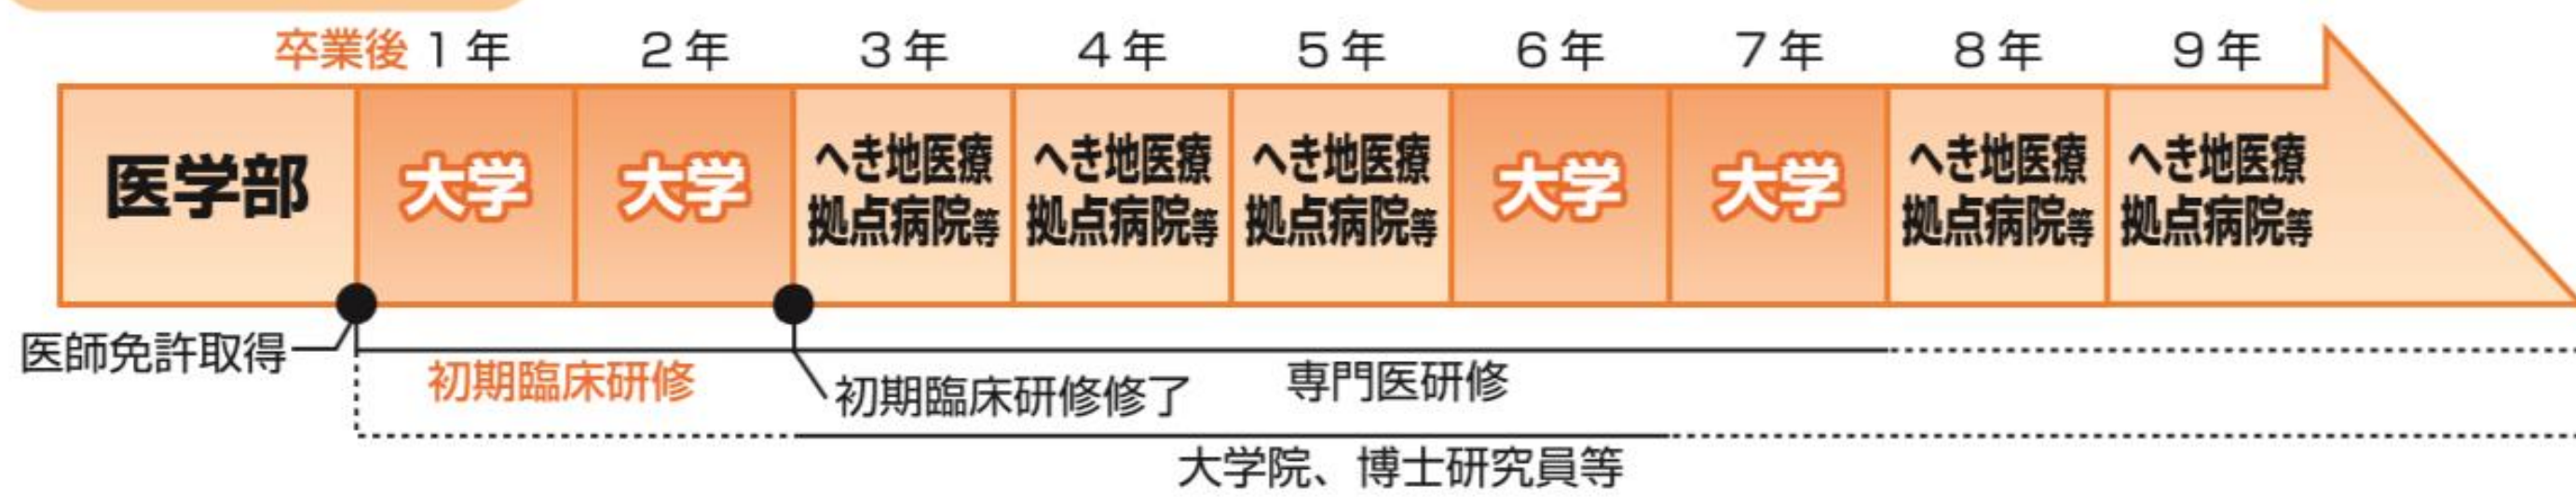 卒業後 1年 2年 3年 4年 5年 6年 7年 8年 9年
医学部
大学
大学
へき地医療
拠点病院等
へき地医療
拠点病院等
へき地医療
拠点病院等
大学
大学
へき地医療
拠点病院等
へき地医療
拠点病院等
医師免許取得
初期臨床研修
初期臨床研修修了
専門医研修
大学院、博士研究員等